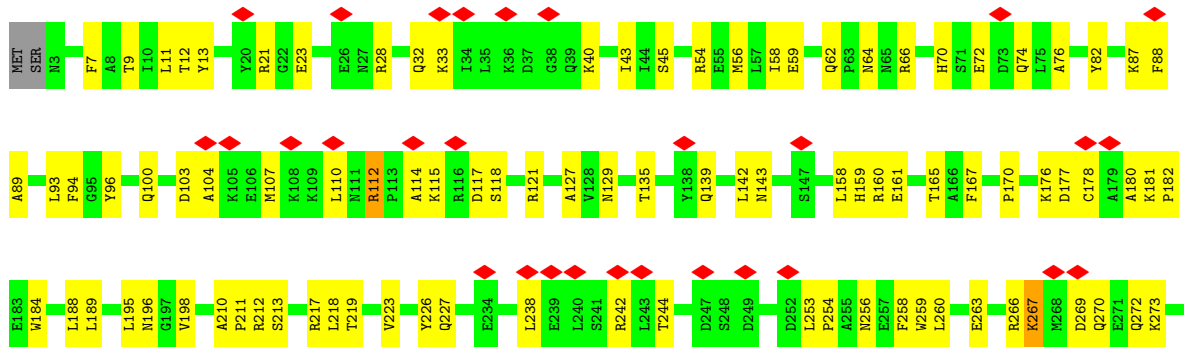 MET SER N3 F7 A8 T9 I10 L11 T12 Y13 Y20 R21 G22 E23 E26 N27 R28 Q32 K33 I34 L35 K36 D37 G38 Q39 K40 I43 I44 S45 R54 E55 M56 L57 I58 E59 Q62 P63 N64 N65 R66 H70 S71 E72 D73 Q74 L75 A76 Y82 K87 F88
A89 L93 F94 G95 Y96 Q100 D103 A104 K105 E106 M107 K108 K109 L110 N111 R112 P113 A114 K115 R116 D117 S118 R121 A127 V128 N129 T135 Y138 Q139 L142 N143 S147 L158 H159 R160 E161 T165 A166 F167 P170 K176 D177 C178 A179 A180 K181 P182
E183 W184 L188 L189 L195 N196 G197 V198 A210 P211 R212 S213 R217 L218 T219 V223 Y226 Q227 E234 L238 E239 L240 S241 R242 L243 T244 D247 S248 D249 D252 L253 P254 A255 N256 E257 F258 W259 L260 E263 R266 K267 M268 D269 Q270 E271 Q272 K273